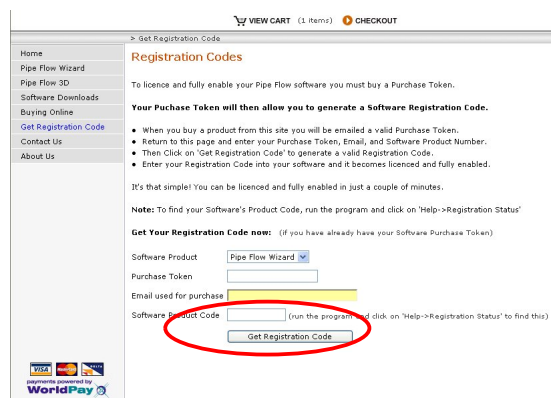 VIEW CART (1 items) CHECKOUT
> Get Registration Code
Home
Pipe Flow Wizard
Pipe Flow 3D
Software Downloads
Buying Online
Get Registration Code
Contact Us
About Us
Registration Codes
To licence and fully enable your Pipe Flow software you must buy a Purchase Token.
Your Puchase Token will then allow you to generate a Software Registration Code.
• When you buy a product from this site you will be emailed a valid Purchase Token.
• Return to this page and enter your Purchase Token, Email, and Software Product Number.
• Then Click on 'Get Registration Code' to generate a valid Registration Code.
• Enter your Registration Code into your software and it becomes licenced and fully enabled.
It's that simple! You can be licenced and fully enabled in just a couple of minutes.
Note: To find your Software's Product Code, run the program and click on 'Help->Registration Status'
Get Your Registration Code now: (if you have already have your Software Purchase Token)
Software Product Pipe Flow Wizard
Purchase Token
Email used for purchase
Software Product Code (run the program and click on 'Help->Registration Status' to find this)
Get Registration Code
VISA MasterCard DELTA
payments powered by
WorldPay